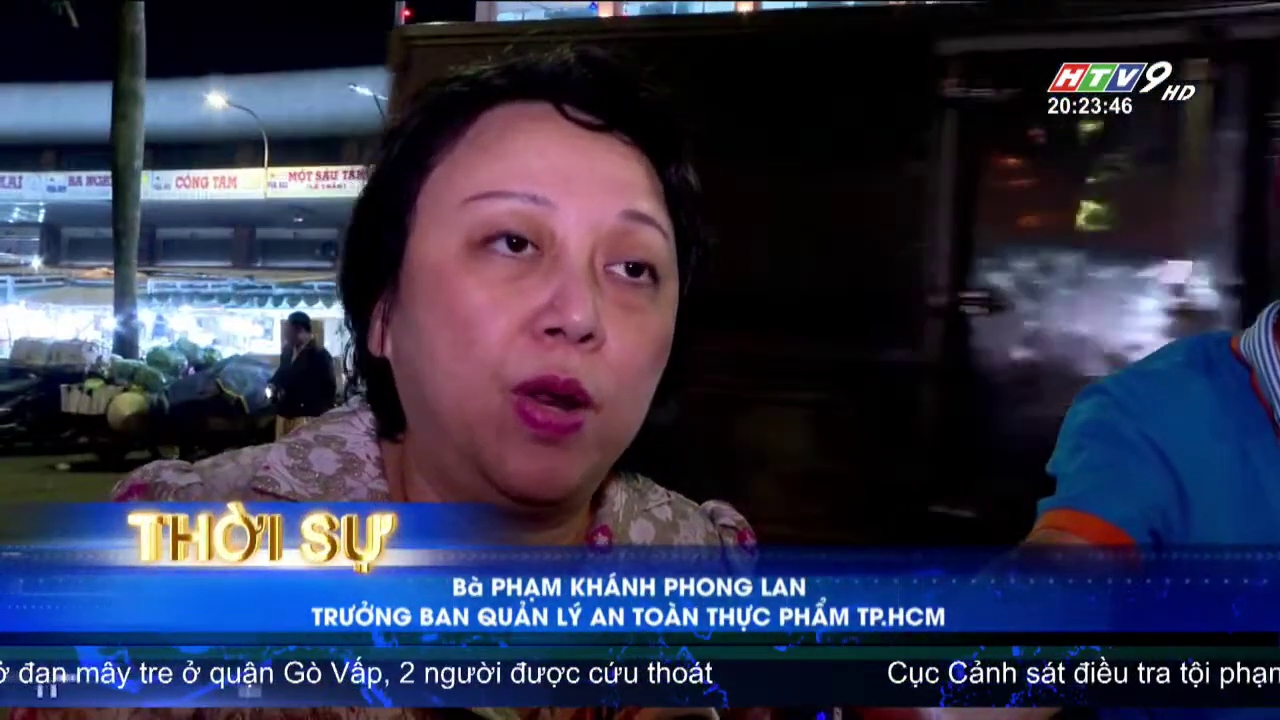 HTV9 HD
20:23:46
CÔNG TÂM
MỘT SÁU TÁM
THỜI SỰ
Bà PHẠM KHÁNH PHONG LAN
TRƯỞNG BAN QUẢN LÝ AN TOÀN THỰC PHẨM TP.HCM
đan mây tre ở quận Gò Vấp, 2 người được cứu thoát
Cục Cảnh sát điều tra tội phạm